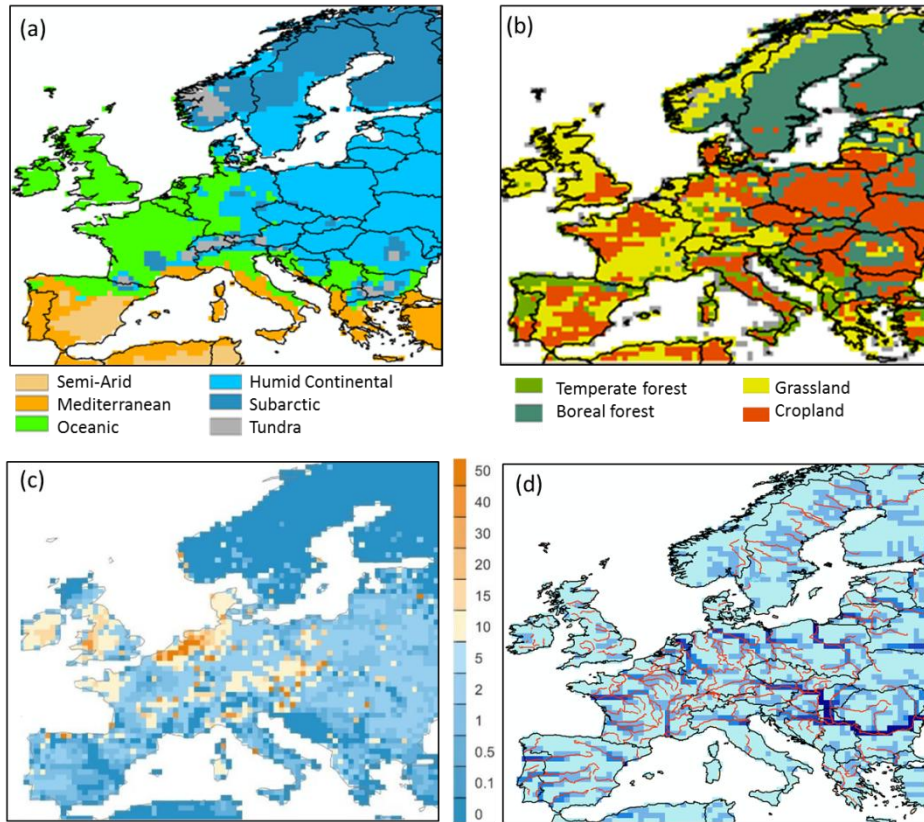 (a)
(b)
Semi-Arid
Humid Continental
Mediterranean
Subarctic
Oceanic
Tundra
Temperate forest
Grassland
Boreal forest
Cropland
(c)
50
40
30
20
15
10
5
2
1
0.5
0.1
0
(d)